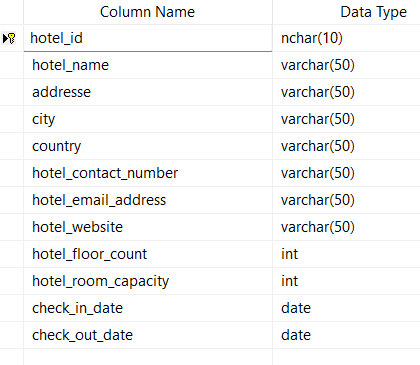 Column Name Data Type
hotel_id nchar(10)
hotel_name varchar(50)
addresse varchar(50)
city varchar(50)
country varchar(50)
hotel_contact_number varchar(50)
hotel_email_address varchar(50)
hotel_website varchar(50)
hotel_floor_count int
hotel_room_capacity int
check_in_date date
check_out_date date